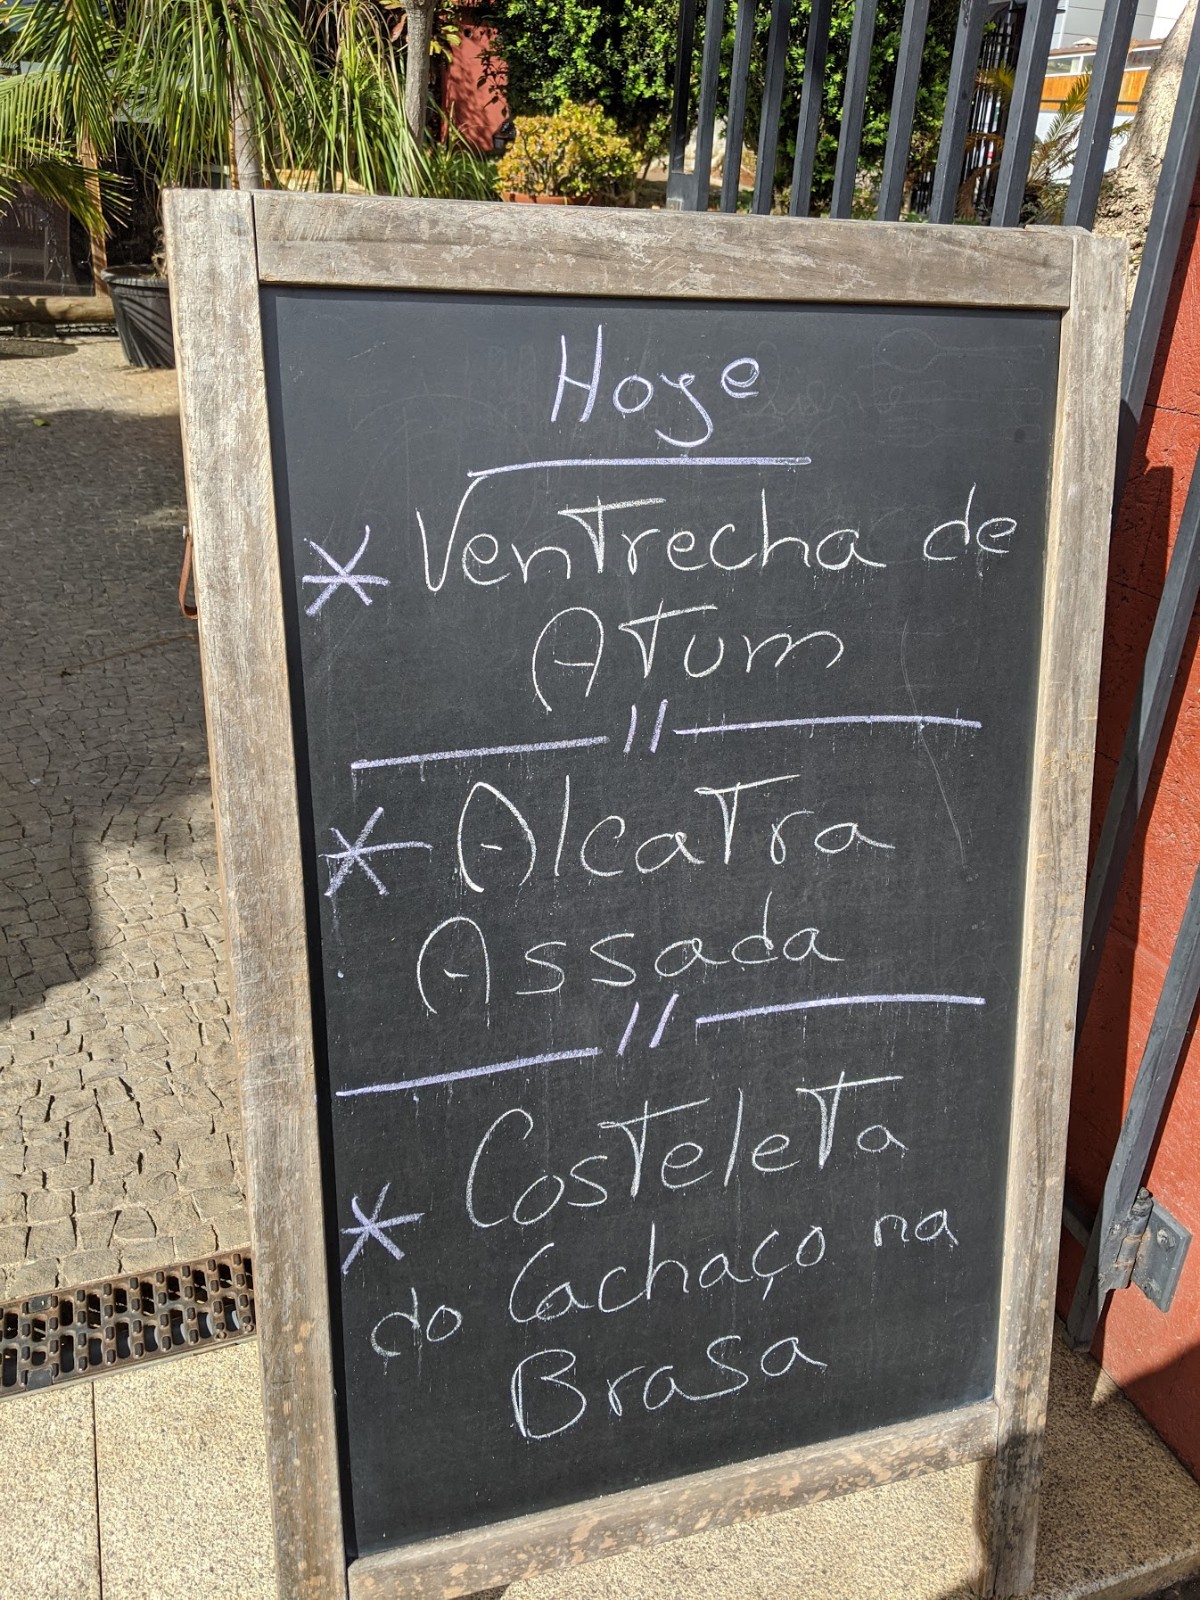 Hoje
* Ventrecha de
Atum
//
* Alcatra
Assada
//
* Costeleta
do Cachaço na
Brasa